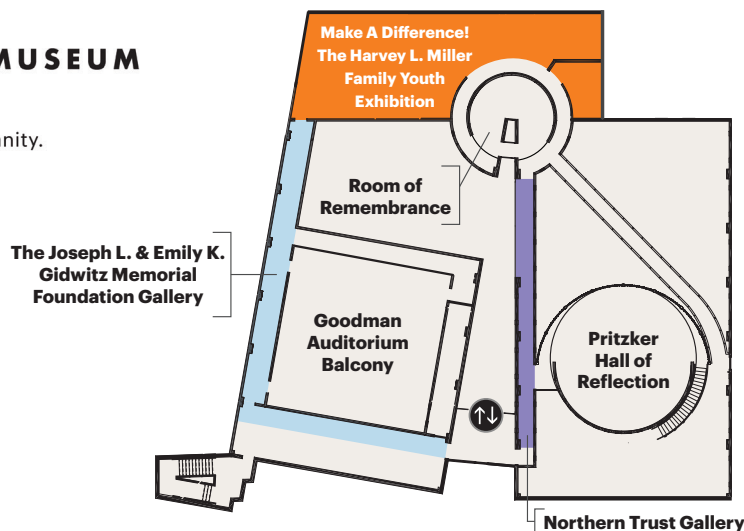 MUSEUM
Make A Difference!
The Harvey L. Miller
Family Youth
Exhibition
nity.
Room of
Remembrance
The Joseph L. & Emily K.
Gidwitz Memorial
Foundation Gallery
Goodman
Auditorium
Balcony
Pritzker
Hall of
Reflection
Northern Trust Gallery